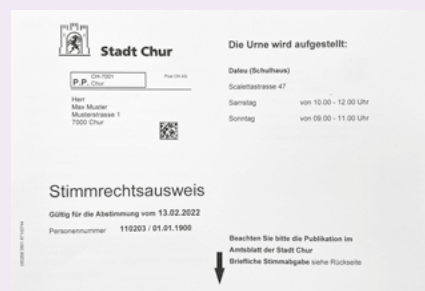 Stadt Chur
P.P. CH-7001
Chur
Post CH AG
Herr
Max Muster
Musterstrasse 1
7000 Chur
Stimmrechtsausweis
Gültig für die Abstimmung vom 13.02.2022
Personennummer 110203 / 01.01.1900
Die Urne wird aufgestellt:
Daleu (Schulhaus)
Scalettastrasse 47
Samstag von 10.00 - 12.00 Uhr
Sonntag von 09.00 - 11.00 Uhr
Beachten Sie bitte die Publikation im
Amtsblatt der Stadt Chur
Briefliche Stimmabgabe siehe Rückseite